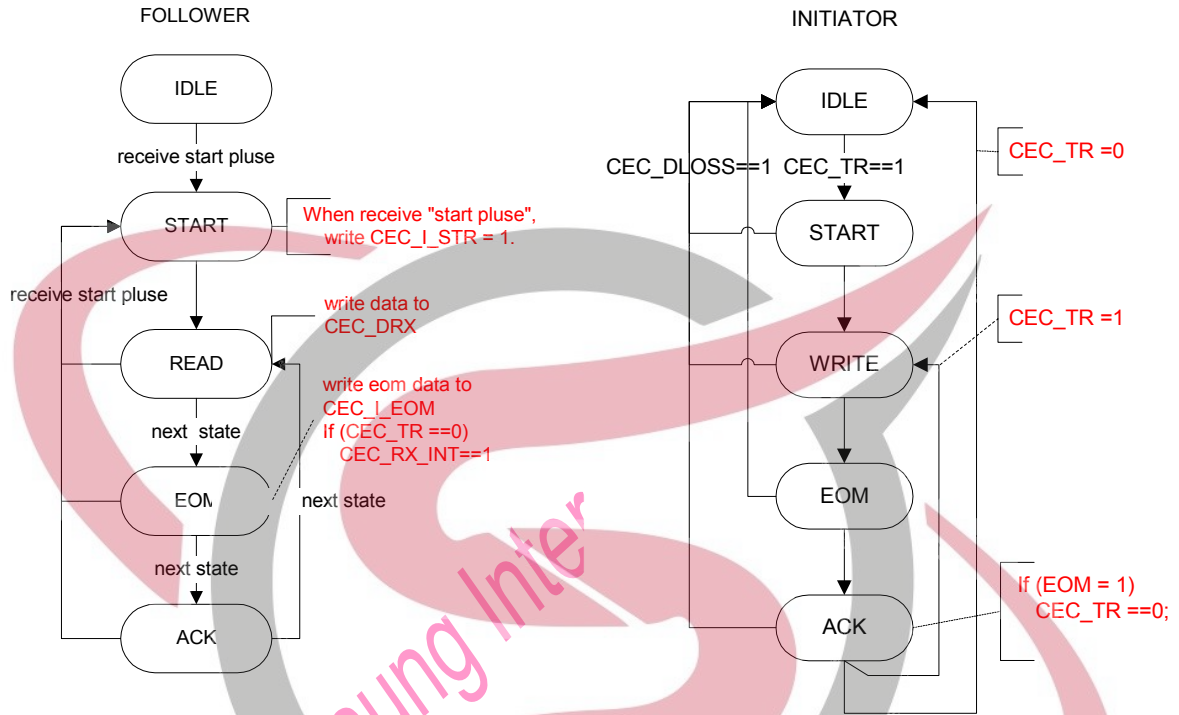 FOLLOWER
IDLE
receive start pluse
START
When receive "start pluse",
write CEC_I_STR = 1.
receive start pluse
write data to
CEC_DRX
READ
write eom data to
CEC_I_EOM
If (CEC_TR ==0)
CEC_RX_INT==1
next state
EOM
next state
next state
ACK
INITIATOR
IDLE
CEC_DLOSS==1
CEC_TR==1
CEC_TR =0
START
CEC_TR =1
WRITE
EOM
If (EOM = 1)
CEC_TR ==0;
ACK